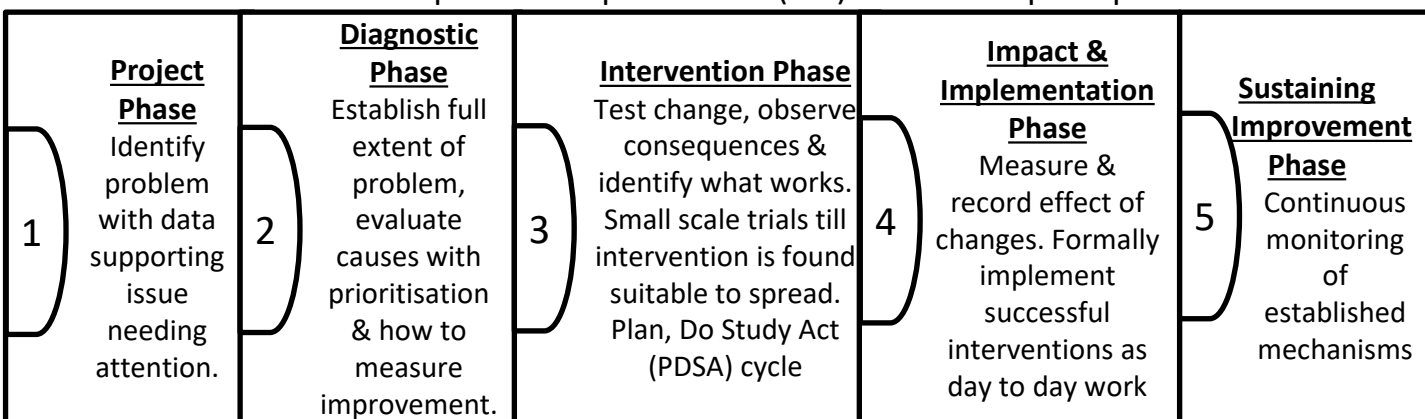 1
Project
Phase
Identify
problem
with data
supporting
issue
needing
attention.
2
Diagnostic
Phase
Establish full
extent of
problem,
evaluate
causes with
prioritisation
& how to
measure
improvement.
3
Intervention Phase
Test change, observe
consequences &
identify what works.
Small scale trials till
intervention is found
suitable to spread.
Plan, Do Study Act
(PDSA) cycle
4
Impact &
Implementation
Phase
Measure &
record effect of
changes. Formally
implement
successful
interventions as
day to day work
5
Sustaining
Improvement
Phase
Continuous
monitoring
of
established
mechanisms